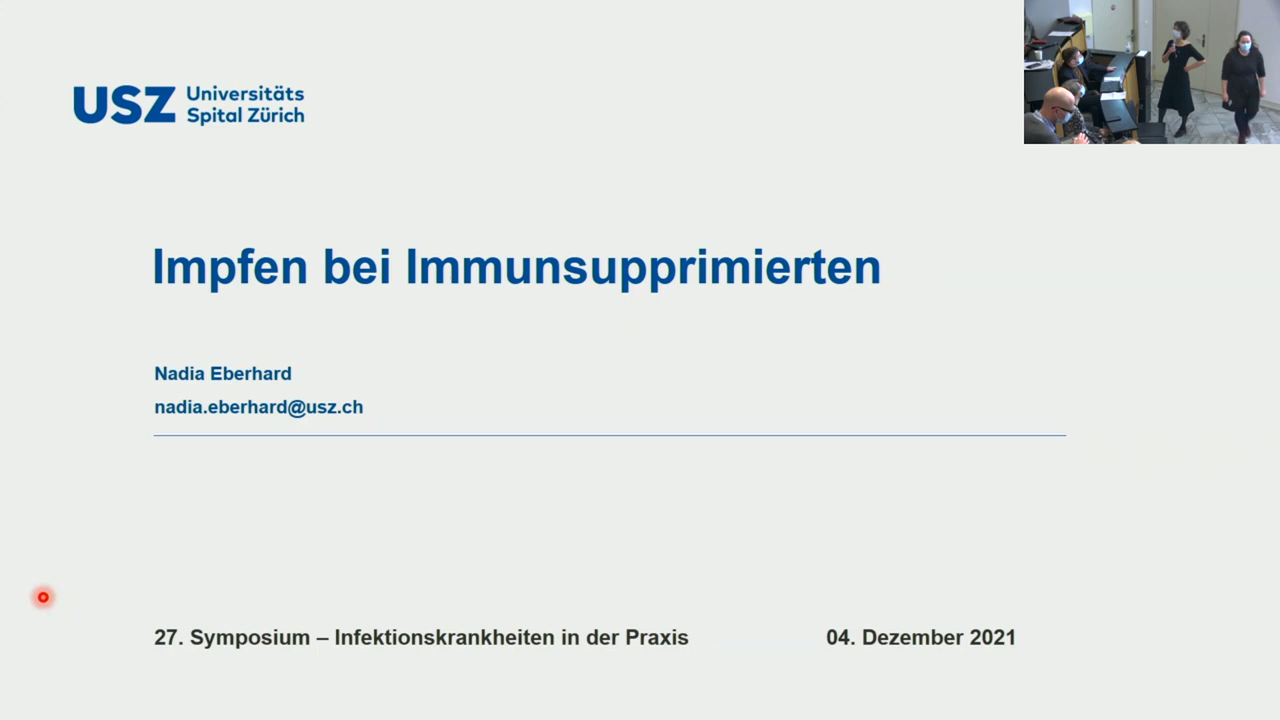 USZ Universitäts
Spital Zürich
Impfen bei Immunsupprimierten
Nadia Eberhard
nadia.eberhard@usz.ch
27. Symposium – Infektionskrankheiten in der Praxis 04. Dezember 2021